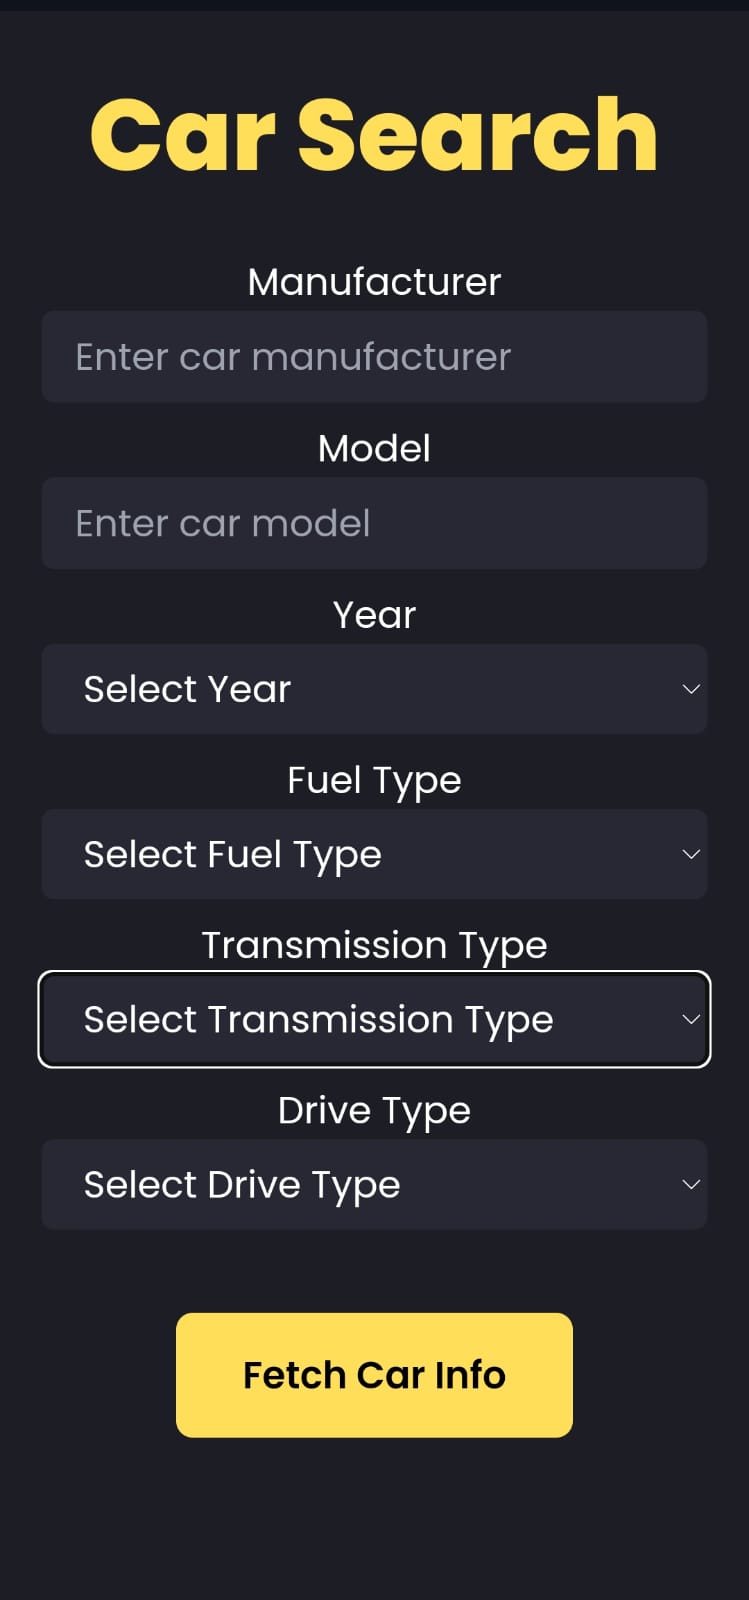 Car Search
Manufacturer
Enter car manufacturer
Model
Enter car model
Year
Select Year
Fuel Type
Select Fuel Type
Transmission Type
Select Transmission Type
Drive Type
Select Drive Type
Fetch Car Info